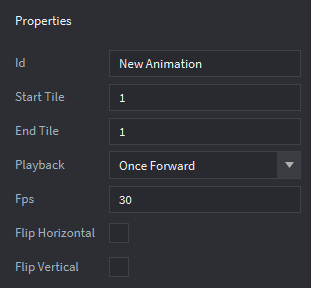 Properties
Id New Animation
Start Tile 1
End Tile 1
Playback Once Forward
Fps 30
Flip Horizontal
Flip Vertical